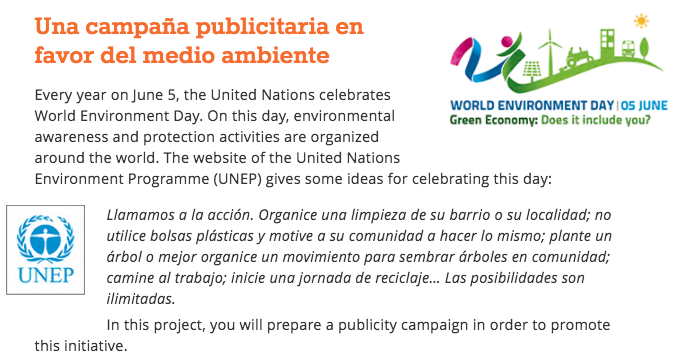 Una campaña publicitaria en
favor del medio ambiente
WORLD ENVIRONMENT DAY | 05 JUNE
Green Economy: Does it include you?
Every year on June 5, the United Nations celebrates
World Environment Day. On this day, environmental
awareness and protection activities are organized
around the world. The website of the United Nations
Environment Programme (UNEP) gives some ideas for celebrating this day:
UNEP
Llamamos a la acción. Organice una limpieza de su barrio o su localidad; no
utilice bolsas plásticas y motive a su comunidad a hacer lo mismo; plante un
árbol o mejor organice un movimiento para sembrar árboles en comunidad;
camine al trabajo; inicie una jornada de reciclaje... Las posibilidades son
ilimitadas.
In this project, you will prepare a publicity campaign in order to promote
this initiative.